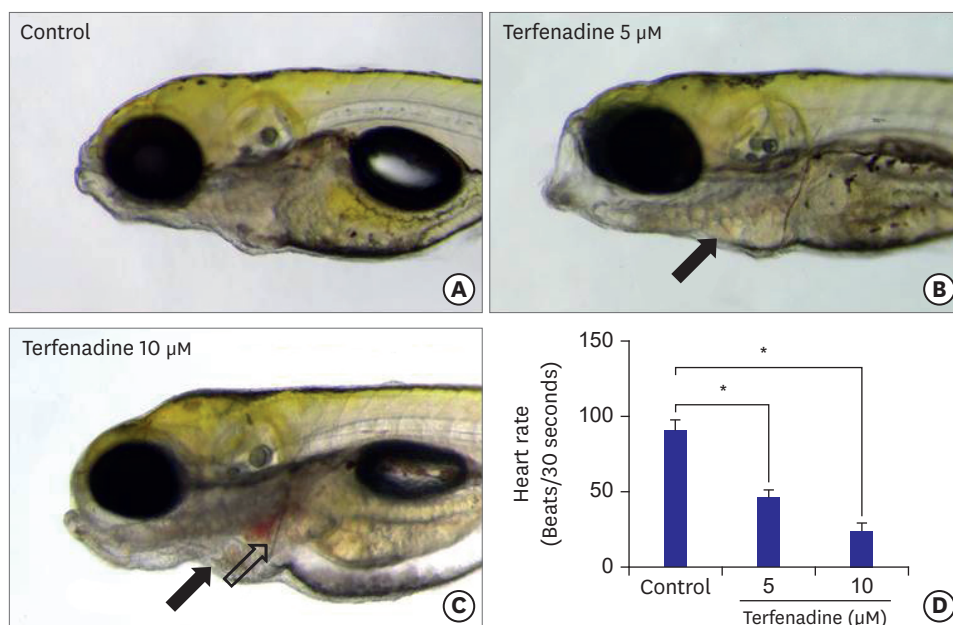 Control
A
Terfenadine 5 µM
B
Terfenadine 10 µM
C
Heart rate
(Beats/30 seconds)
150
100
50
0
*
*
Control
5
10
Terfenadine (µM)
D